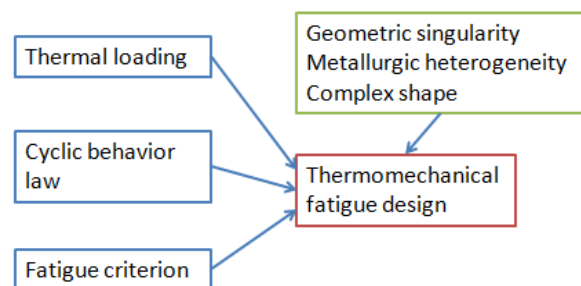 Thermal loading
Geometric singularity
Metallurgic heterogeneity
Complex shape
Cyclic behavior
law
Thermomechanical
fatigue design
Fatigue criterion